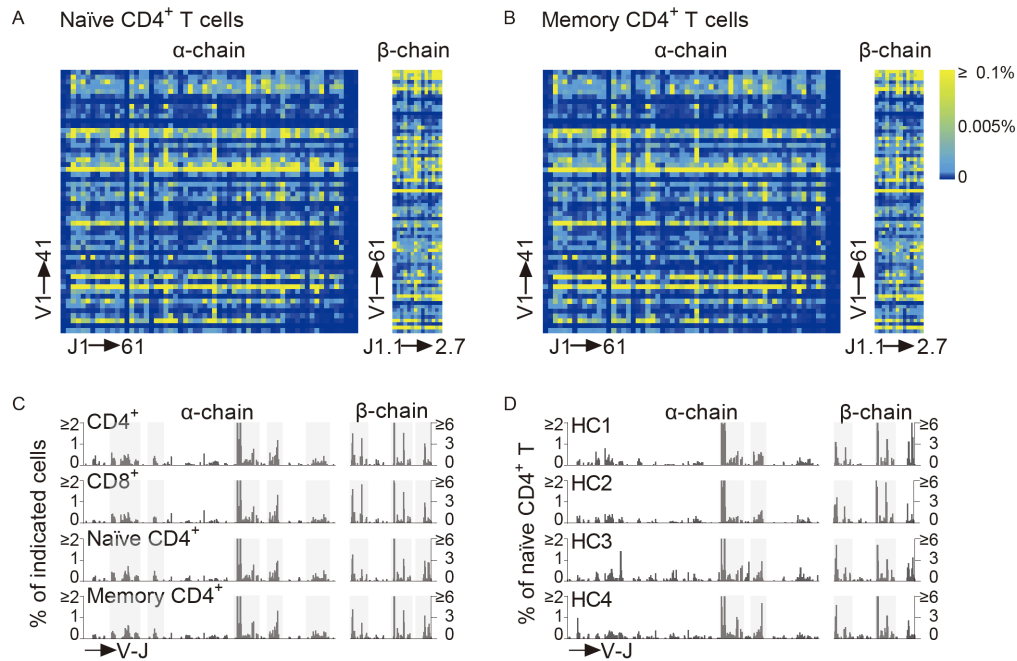 A Naïve CD4+ T cells
α-chain β-chain
V1→41
J1→61
V1→61
J1.1→2.7
B Memory CD4+ T cells
α-chain β-chain
V1→41
J1→61
V1→61
J1.1→2.7
≥ 0.1%
0.005%
0
C
α-chain β-chain
% of indicated cells
≥2 CD4+ ≥6
1 3
0 0
≥2 CD8+ ≥6
1 3
0 0
≥2 Naïve CD4+ ≥6
1 3
0 0
≥2 Memory CD4+ ≥6
1 3
0 0
→V-J
D
α-chain β-chain
% of naïve CD4+ T
≥2 HC1 ≥6
1 3
0 0
≥2 HC2 ≥6
1 3
0 0
≥2 HC3 ≥6
1 3
0 0
≥2 HC4 ≥6
1 3
0 0
→V-J